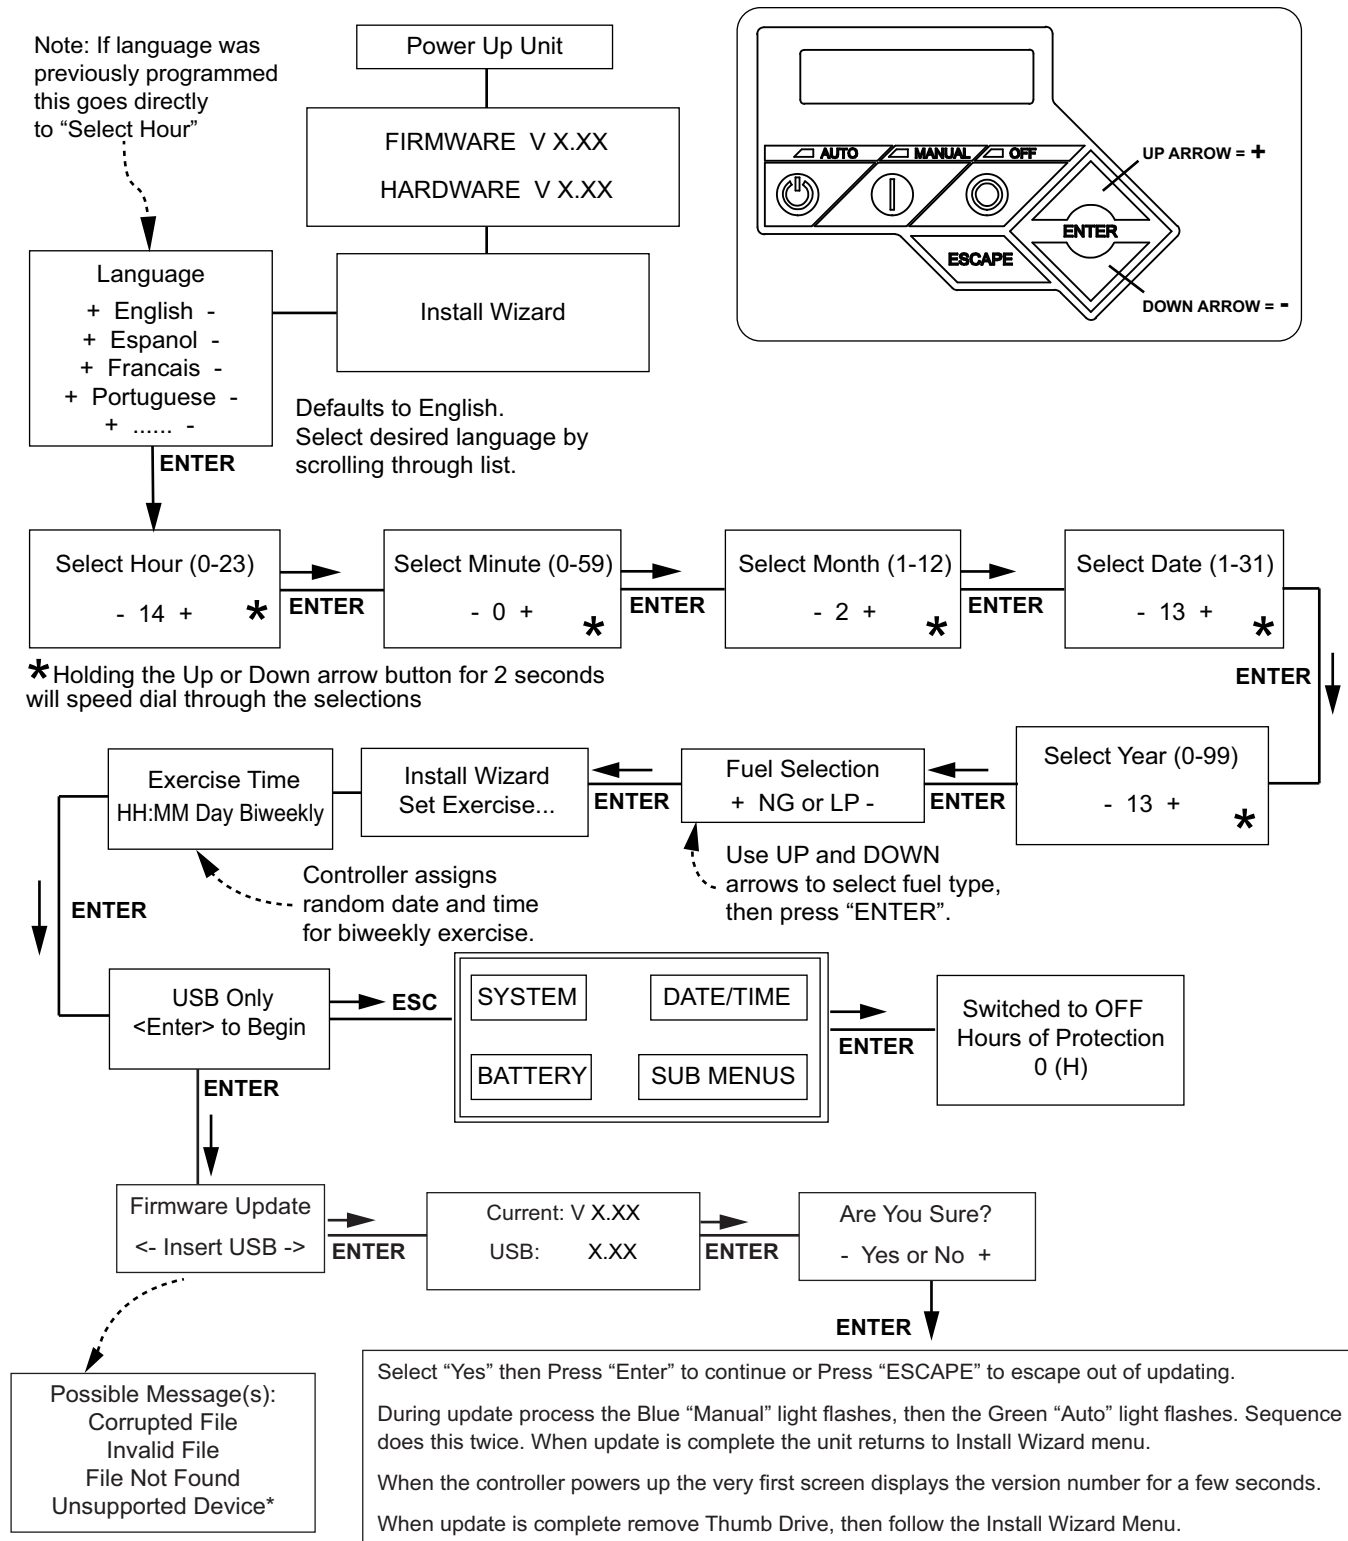 Note: If language was
previously programmed
this goes directly
to “Select Hour”
Power Up Unit
FIRMWARE V X.XX
HARDWARE V X.XX
Install Wizard
AUTO
MANUAL
OFF
ESCAPE
ENTER
UP ARROW = +
DOWN ARROW = -
Language
+ English -
+ Espanol -
+ Francais -
+ Portuguese -
+ ...... -
Defaults to English.
Select desired language by
scrolling through list.
ENTER
Select Hour (0-23)
- 14 + *
ENTER
Select Minute (0-59)
- 0 + *
ENTER
Select Month (1-12)
- 2 + *
ENTER
Select Date (1-31)
- 13 + *
ENTER
*Holding the Up or Down arrow button for 2 seconds
will speed dial through the selections
Select Year (0-99)
- 13 + *
ENTER
Fuel Selection
+ NG or LP -
Use UP and DOWN
arrows to select fuel type,
then press “ENTER”.
ENTER
Install Wizard
Set Exercise...
Exercise Time
HH:MM Day Biweekly
Controller assigns
random date and time
for biweekly exercise.
ENTER
USB Only
<Enter> to Begin
ESC
SYSTEM
DATE/TIME
BATTERY
SUB MENUS
ENTER
Switched to OFF
Hours of Protection
0 (H)
ENTER
Firmware Update
<- Insert USB ->
ENTER
Current: V X.XX
USB: X.XX
ENTER
Are You Sure?
- Yes or No +
ENTER
Possible Message(s):
Corrupted File
Invalid File
File Not Found
Unsupported Device*
Select “Yes” then Press “Enter” to continue or Press “ESCAPE” to escape out of updating.
During update process the Blue “Manual” light flashes, then the Green “Auto” light flashes. Sequence
does this twice. When update is complete the unit returns to Install Wizard menu.
When the controller powers up the very first screen displays the version number for a few seconds.
When update is complete remove Thumb Drive, then follow the Install Wizard Menu.